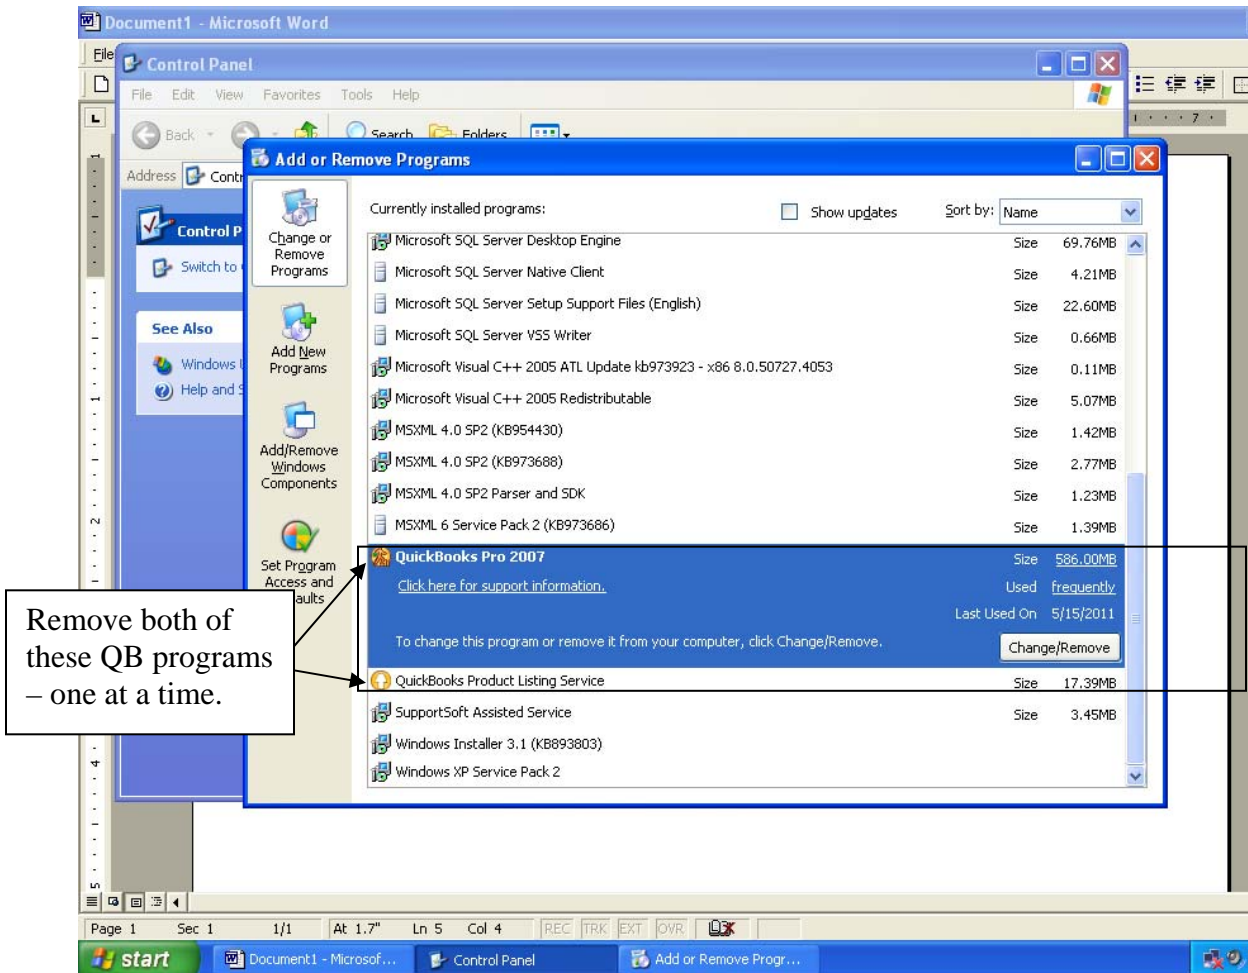 Document1 - Microsoft Word
File
Control Panel
File Edit View Favorites Tools Help
Back Search Folders
Address
Add or Remove Programs
Currently installed programs: Show updates Sort by: Name
Change or
Remove
Programs
Add New
Programs
Add/Remove
Windows
Components
Set Program
Access and
Control P
Switch to
See Also
Windows
Help and S
Microsoft SQL Server Desktop Engine Size 69.76MB
Microsoft SQL Server Native Client Size 4.21MB
Microsoft SQL Server Setup Support Files (English) Size 22.60MB
Microsoft SQL Server VSS Writer Size 0.66MB
Microsoft Visual C++ 2005 ATL Update kb973923 - x86 8.0.50727.4053 Size 0.11MB
Microsoft Visual C++ 2005 Redistributable Size 5.07MB
MSXML 4.0 SP2 (KB954430) Size 1.42MB
MSXML 4.0 SP2 (KB973688) Size 2.77MB
MSXML 4.0 SP2 Parser and SDK Size 1.23MB
MSXML 6 Service Pack 2 (KB973686) Size 1.39MB
QuickBooks Pro 2007 Size 586.00MB
Click here for support information. Used frequently
Last Used On 5/15/2011
To change this program or remove it from your computer, click Change/Remove. Change/Remove
QuickBooks Product Listing Service Size 17.39MB
SupportSoft Assisted Service Size 3.45MB
Windows Installer 3.1 (KB893803)
Windows XP Service Pack 2
Remove both of
these QB programs
– one at a time.
Page 1 Sec 1 1/1 At 1.7" Ln 5 Col 4 REC TRK EXT OVR
start Document1 - Microsof... Control Panel Add or Remove Progr...